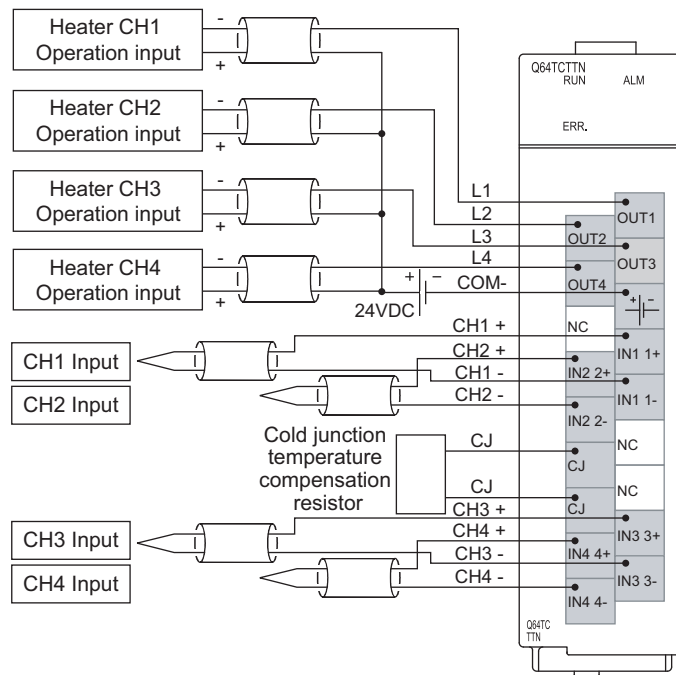 Heater CH1
Operation input
-
+
Heater CH2
Operation input
-
+
Heater CH3
Operation input
-
+
Heater CH4
Operation input
-
+
24VDC
+ −
L1
L2
L3
L4
COM-
CH1 +
CH2 +
CH1 -
CH2 -
CH1 Input
CH2 Input
Cold junction
temperature
compensation
resistor
CJ
CJ
CH3 +
CH4 +
CH3 -
CH4 -
CH3 Input
CH4 Input
Q64TCTTN
RUN
ALM
ERR.
OUT1
OUT2
OUT3
OUT4
+ −
NC
IN1 1+
IN2 2+
IN1 1-
IN2 2-
NC
CJ
NC
CJ
IN3 3+
IN4 4+
IN3 3-
IN4 4-
Q64TC
TTN